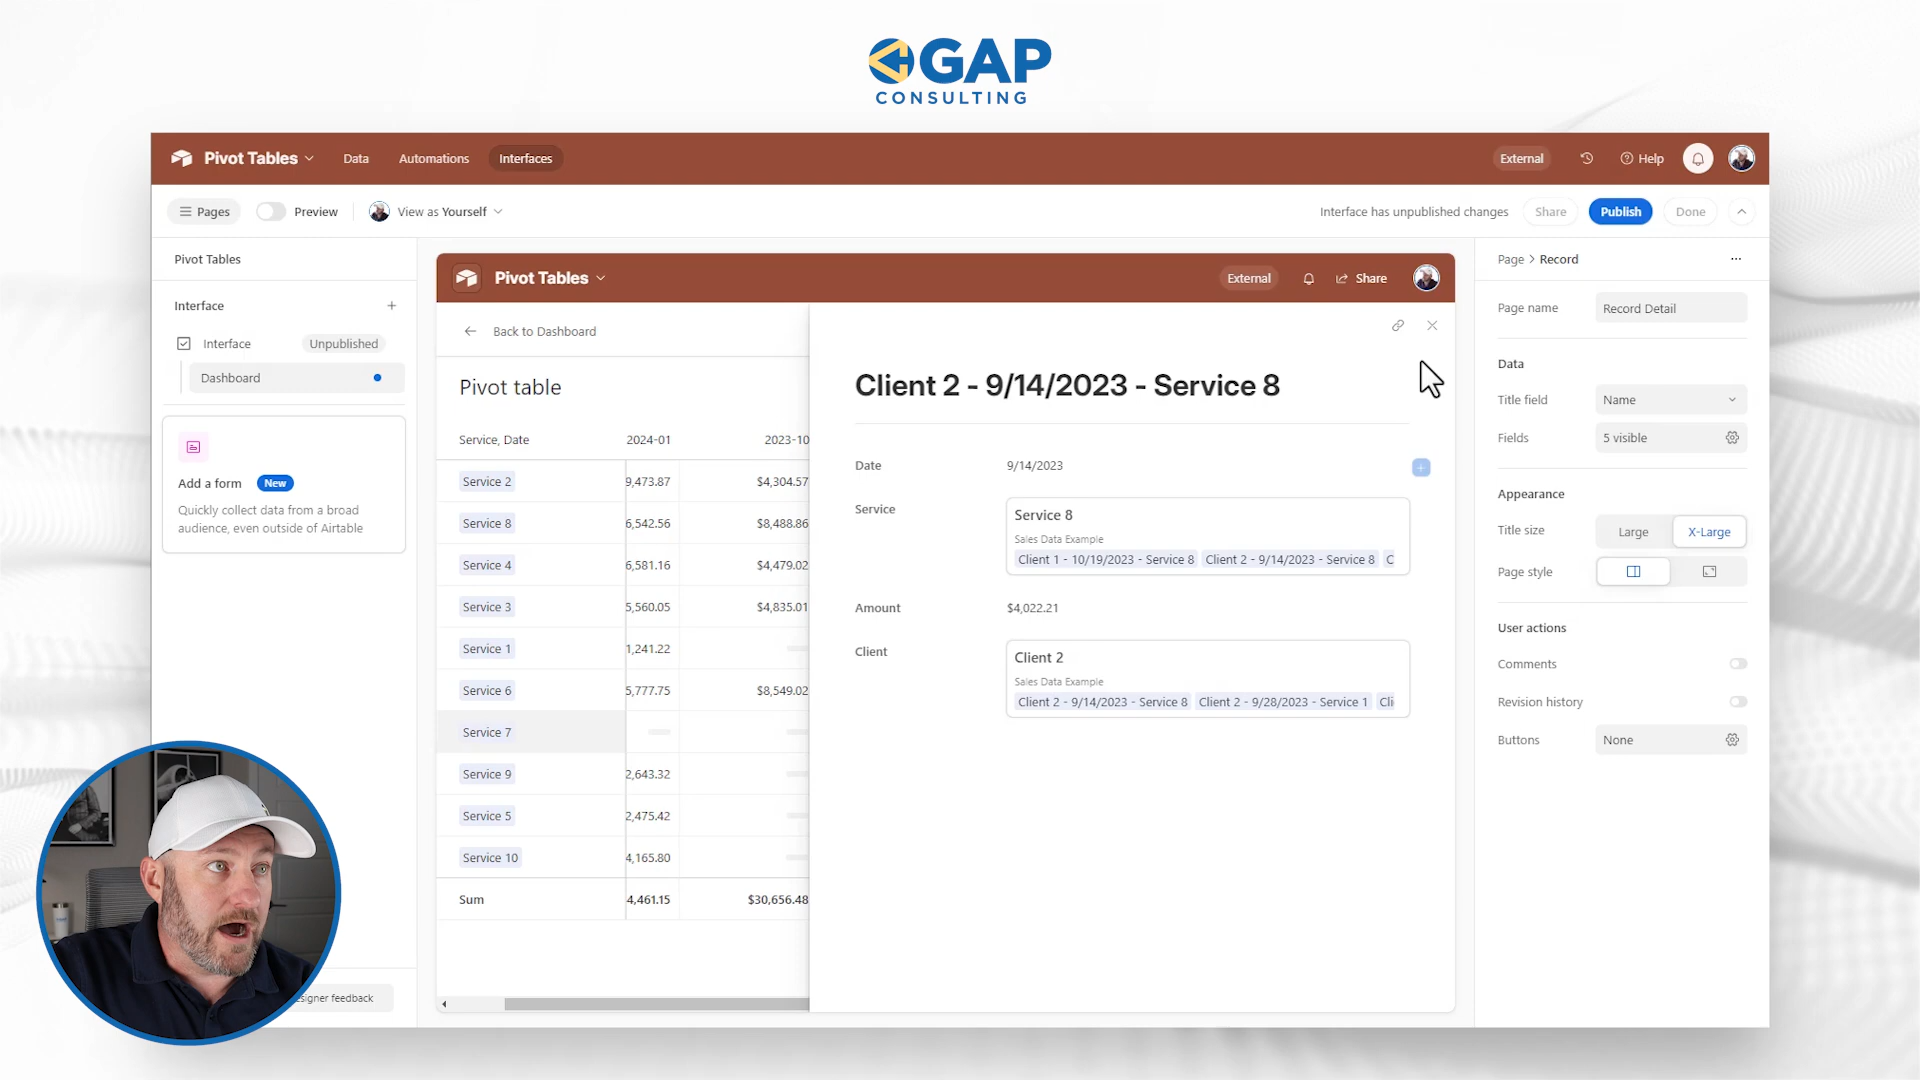 GAP
CONSULTING
Pivot Tables
Data
Automations
Interfaces
External
Help
Pages
Preview
View as Yourself
Interface has unpublished changes
Share
Publish
Done
Pivot Tables
Interface
Interface
Unpublished
Dashboard
Add a form
New
Quickly collect data from a broad
audience, even outside of Airtable
esigner feedback
Pivot Tables
External
Share
Back to Dashboard
Pivot table
Service, Date 2024-01 2023-10
Service 2 9,473.87 $4,304.57
Service 8 6,542.56 $8,488.86
Service 4 6,581.16 $4,479.02
Service 3 5,560.05 $4,835.01
Service 1 1,241.22
Service 6 5,777.75 $8,549.02
Service 7
Service 9 2,643.32
Service 5 2,475.42
Service 10 4,165.80
Sum 4,461.15 $30,656.48
Client 2 - 9/14/2023 - Service 8
Date 9/14/2023
Service
Service 8
Sales Data Example
Client 1 - 10/19/2023 - Service 8 Client 2 - 9/14/2023 - Service 8 C
Amount $4,022.21
Client
Client 2
Sales Data Example
Client 2 - 9/14/2023 - Service 8 Client 2 - 9/28/2023 - Service 1 Cli
Page > Record
Page name Record Detail
Data
Title field Name
Fields 5 visible
Appearance
Title size Large X-Large
Page style
User actions
Comments
Revision history
Buttons None